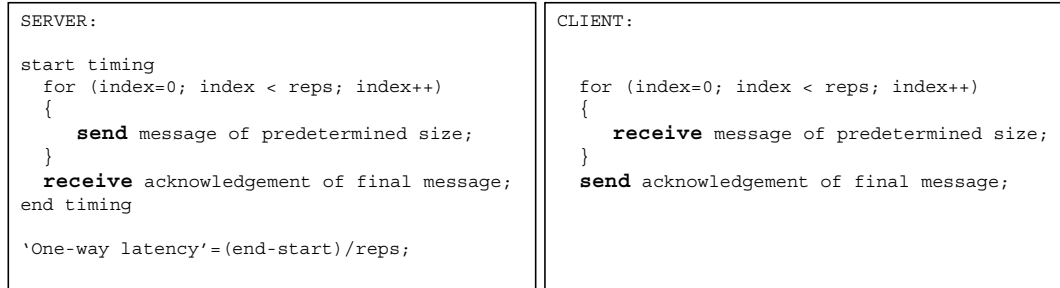 SERVER:
start timing
for (index=0; index < reps; index++)
{
send message of predetermined size;
}
receive acknowledgement of final message;
end timing
‘One-way latency’=(end-start)/reps;
CLIENT:
for (index=0; index < reps; index++)
{
receive message of predetermined size;
}
send acknowledgement of final message;